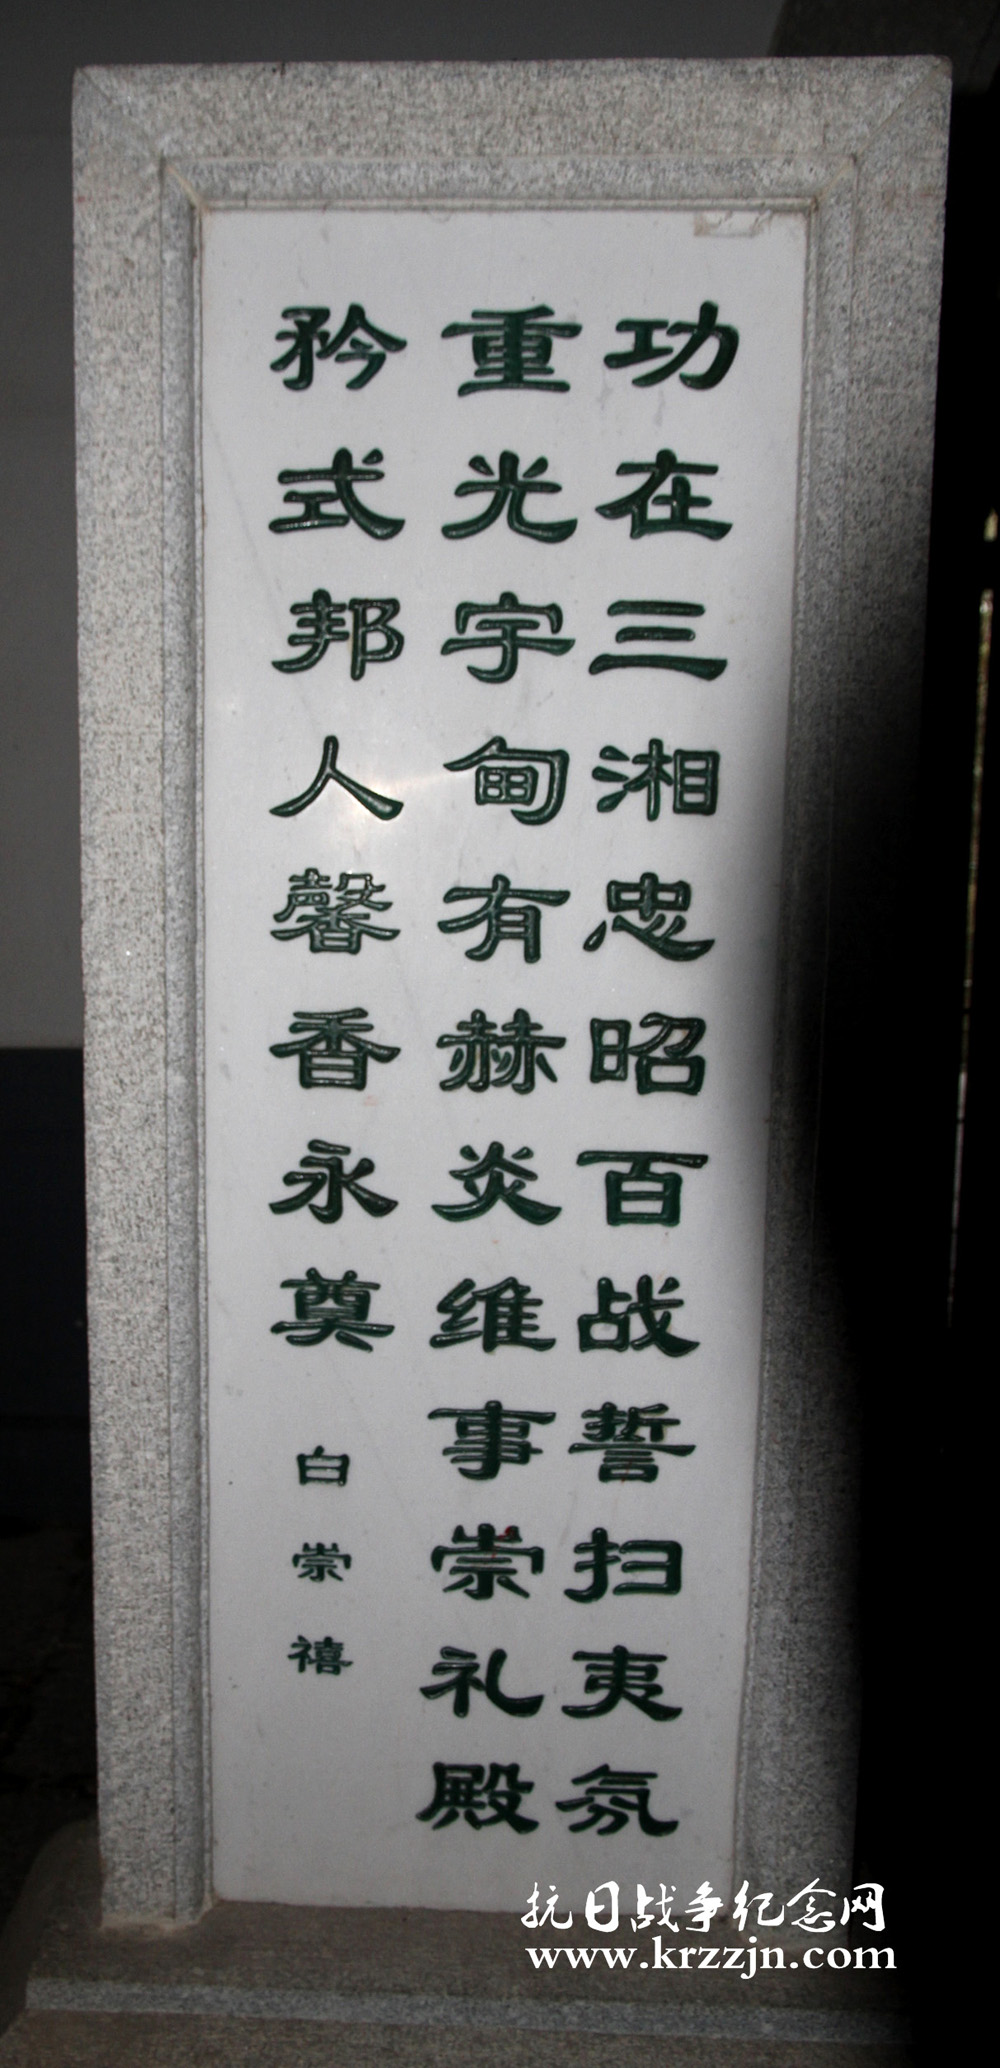 功在三湘忠昭百战誓扫夷氛
重光宇甸有赫炎维事崇礼殿
矜式邦人馨香永奠
白崇禧
抗日战争纪念网
www.krzzjn.com